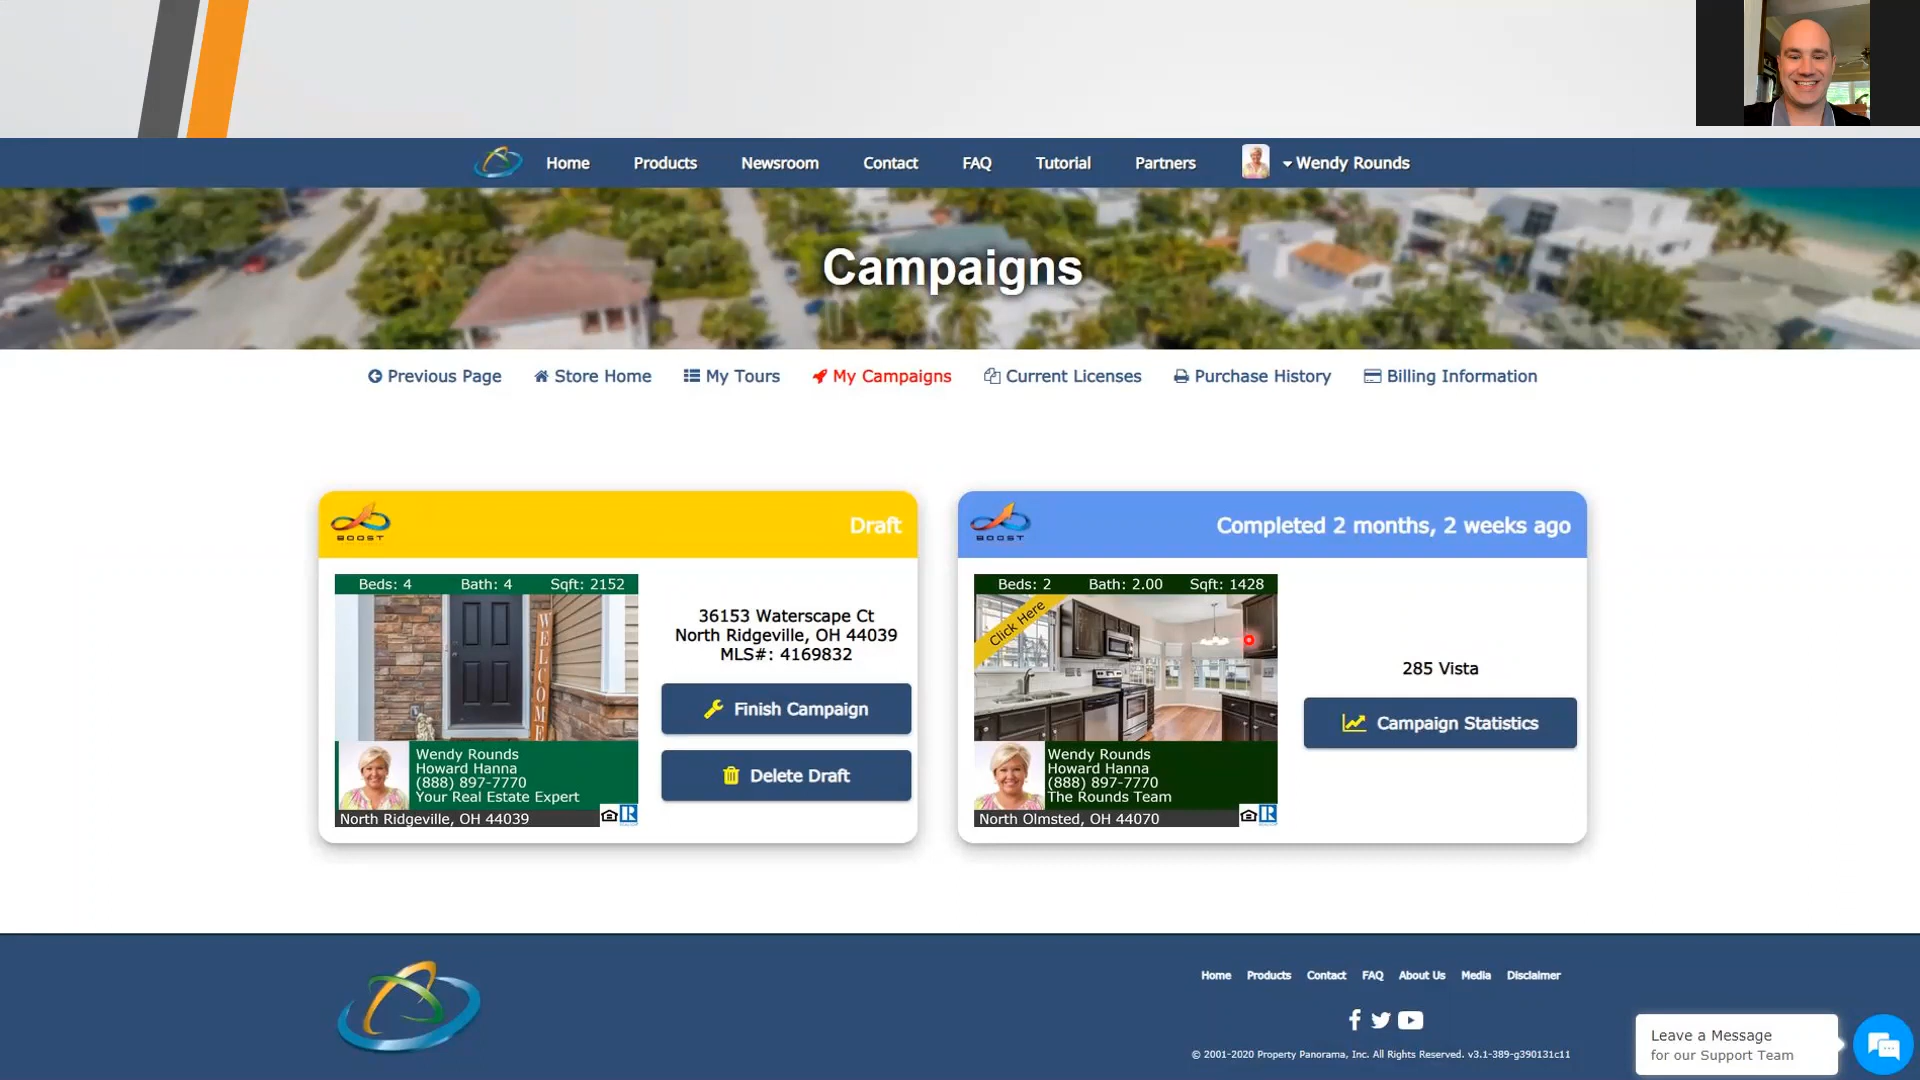 Home Products Newsroom Contact FAQ Tutorial Partners Wendy Rounds
Campaigns
Previous Page Store Home My Tours My Campaigns Current Licenses Purchase History Billing Information
BOOST
Draft
Beds: 4 Bath: 4 Sqft: 2152
WELCOME
Wendy Rounds
Howard Hanna
(888) 897-7770
Your Real Estate Expert
North Ridgeville, OH 44039
36153 Waterscape Ct
North Ridgeville, OH 44039
MLS#: 4169832
Finish Campaign
Delete Draft
BOOST
Completed 2 months, 2 weeks ago
Beds: 2 Bath: 2.00 Sqft: 1428
Click Here
Wendy Rounds
Howard Hanna
(888) 897-7770
The Rounds Team
North Olmsted, OH 44070
285 Vista
Campaign Statistics
Home Products Contact FAQ About Us Media Disclaimer
© 2001-2020 Property Panorama, Inc. All Rights Reserved. v3.1-389-g390131c11
Leave a Message
for our Support Team